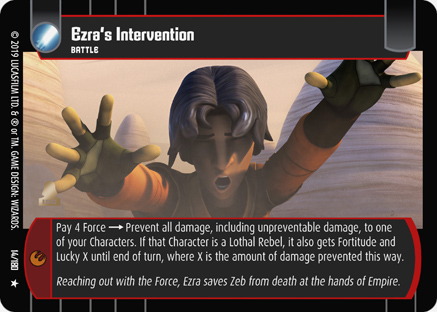 Ezra's Intervention
BATTLE
© 2019 LUCASFILM LTD. & ® OR TM. GAME DESIGN: WIZARDS.
14/180
Pay 4 Force → Prevent all damage, including unpreventable damage, to one
of your Characters. If that Character is a Lothal Rebel, it also gets Fortitude and
Lucky X until end of turn, where X is the amount of damage prevented this way.
Reaching out with the Force, Ezra saves Zeb from death at the hands of Empire.